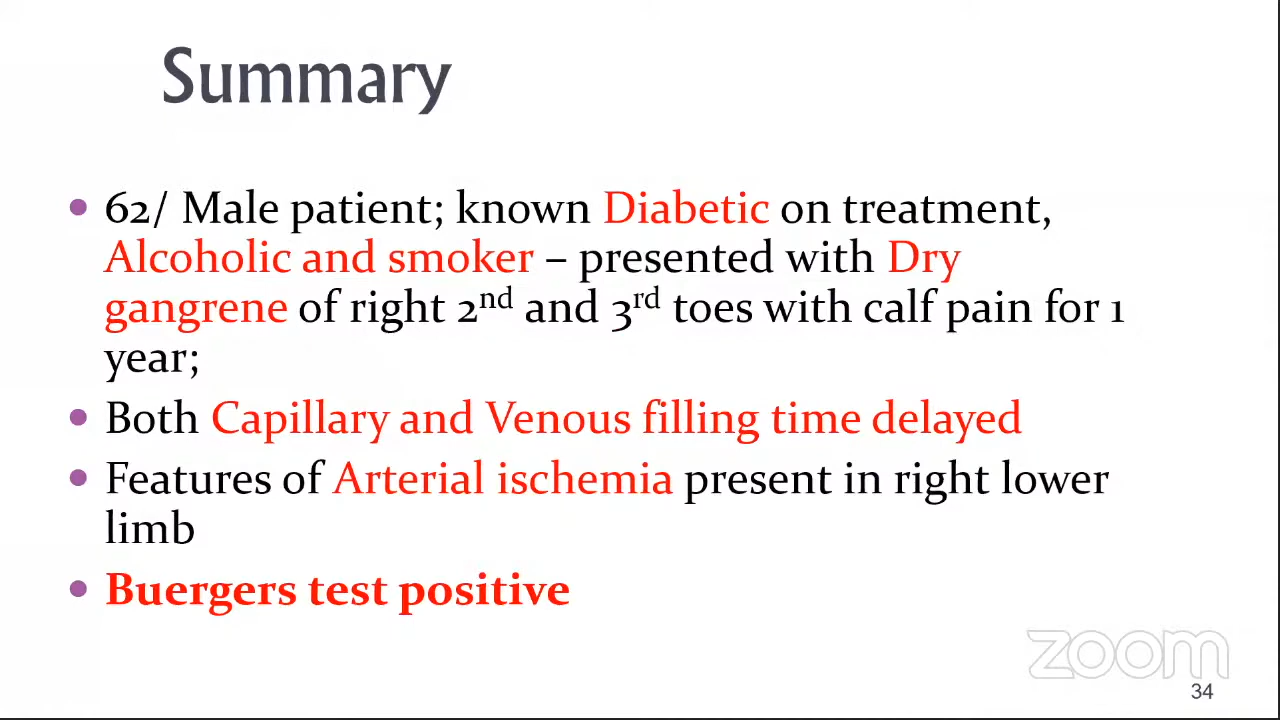 Summary
62/ Male patient; known Diabetic on treatment,
Alcoholic and smoker – presented with Dry
gangrene of right 2nd and 3rd toes with calf pain for 1
year;
Both Capillary and Venous filling time delayed
Features of Arterial ischemia present in right lower
limb
Buergers test positive
zoom
34